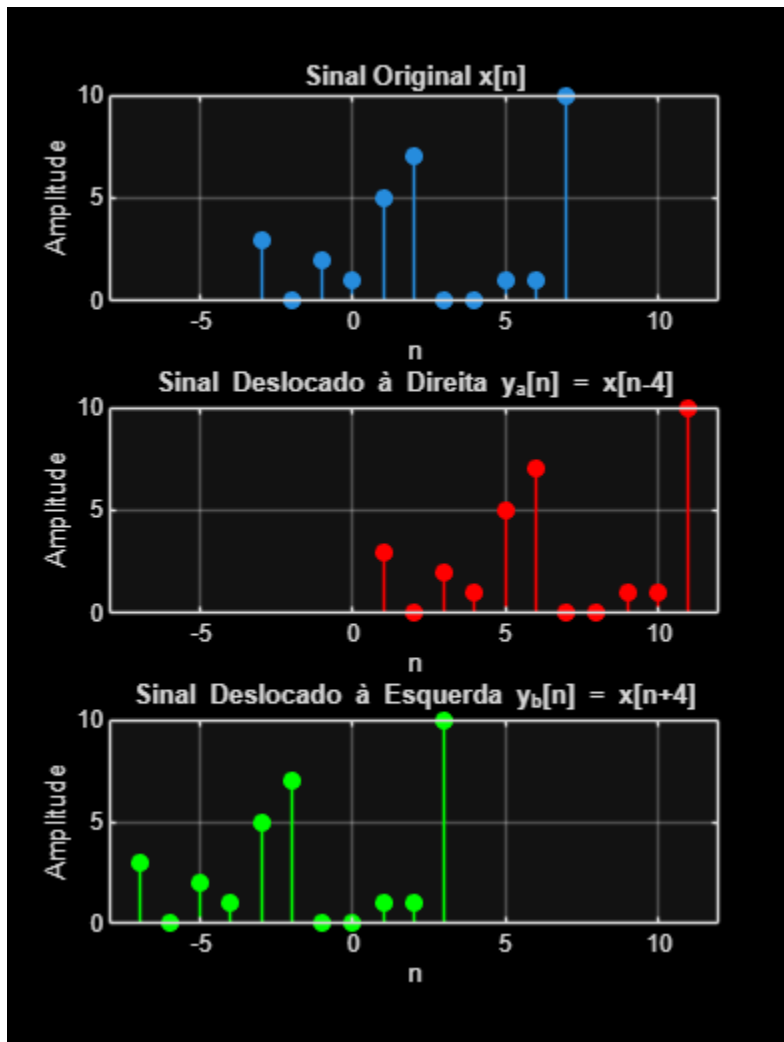 Sinal Original x[n]
10
5
0
Amplitude
-5 0 5 10
n
Sinal Deslocado à Direita yₐ[n] = x[n-4]
10
5
0
Amplitude
-5 0 5 10
n
Sinal Deslocado à Esquerda y_b[n] = x[n+4]
10
5
0
Amplitude
-5 0 5 10
n